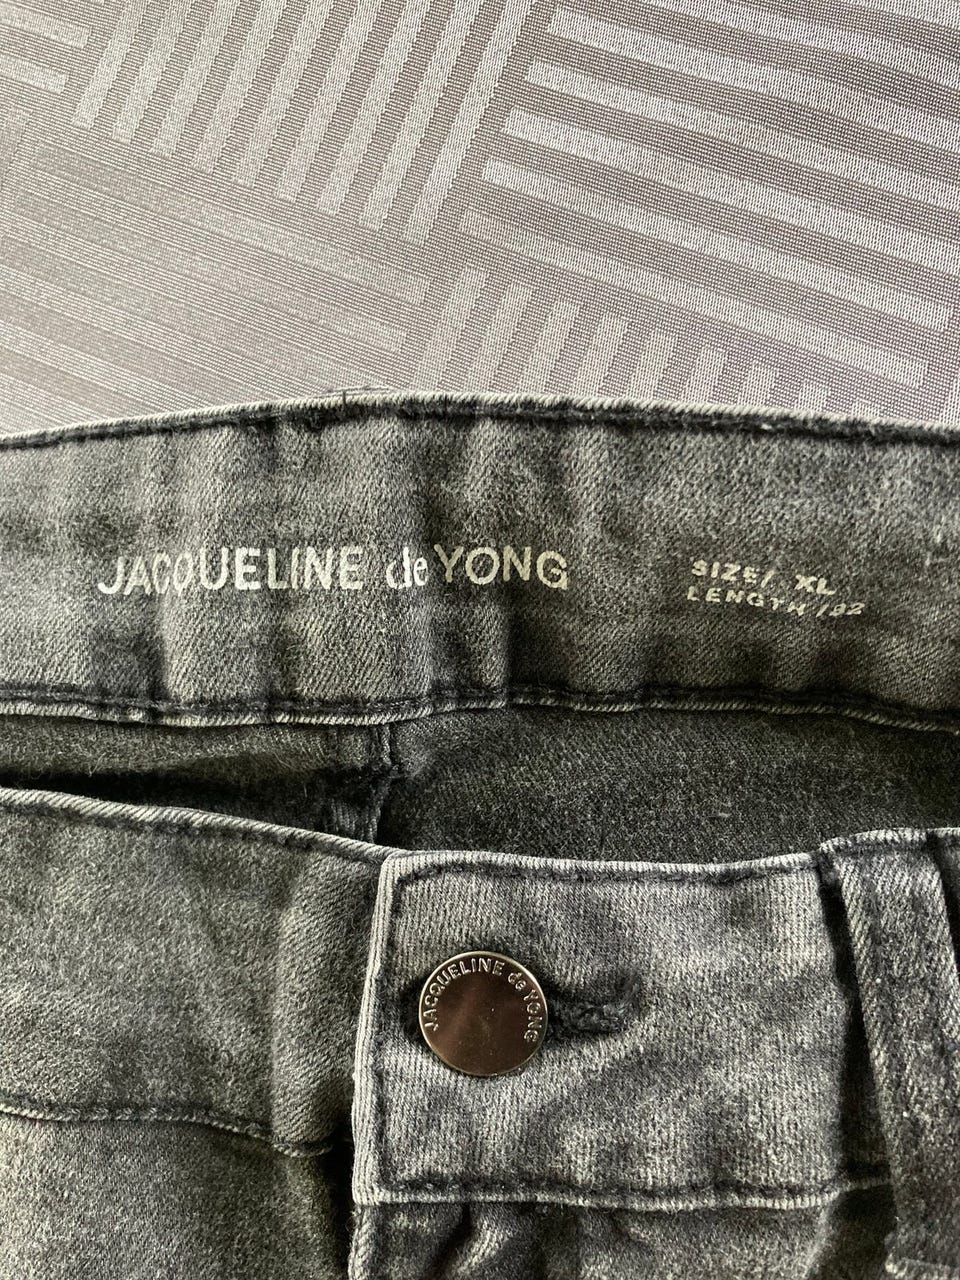 JACQUELINE de YONG
SIZE/ XL
LENGTH /32
JACQUELINE de YONG